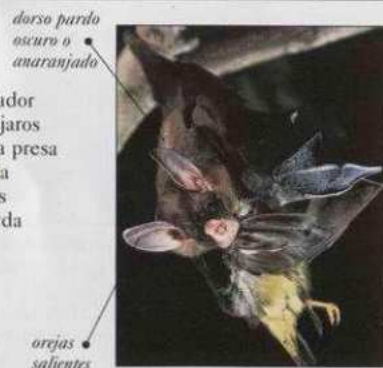 dorso pardo
oscuro o
anaranjado
ador
jaros
a presa
a
s
da
orejas
salientes